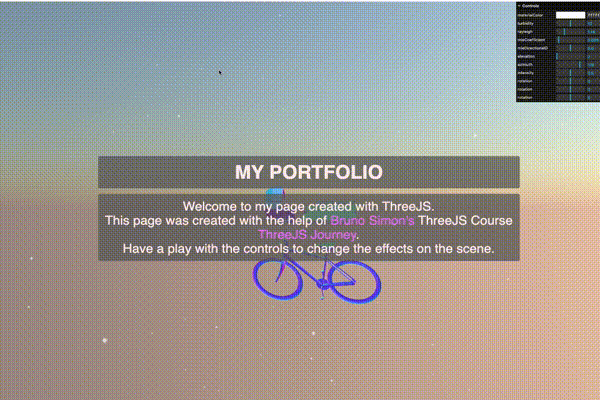 Controls
materialColor
turbidity
rayleigh
mieCoefficient
mieDirectionalG
elevation
azimuth
intensity
rotation
rotation
rotation
MY PORTFOLIO
Welcome to my page created with ThreeJS.
This page was created with the help of Bruno Simon's ThreeJS Course
ThreeJS Journey.
Have a play with the controls to change the effects on the scene.